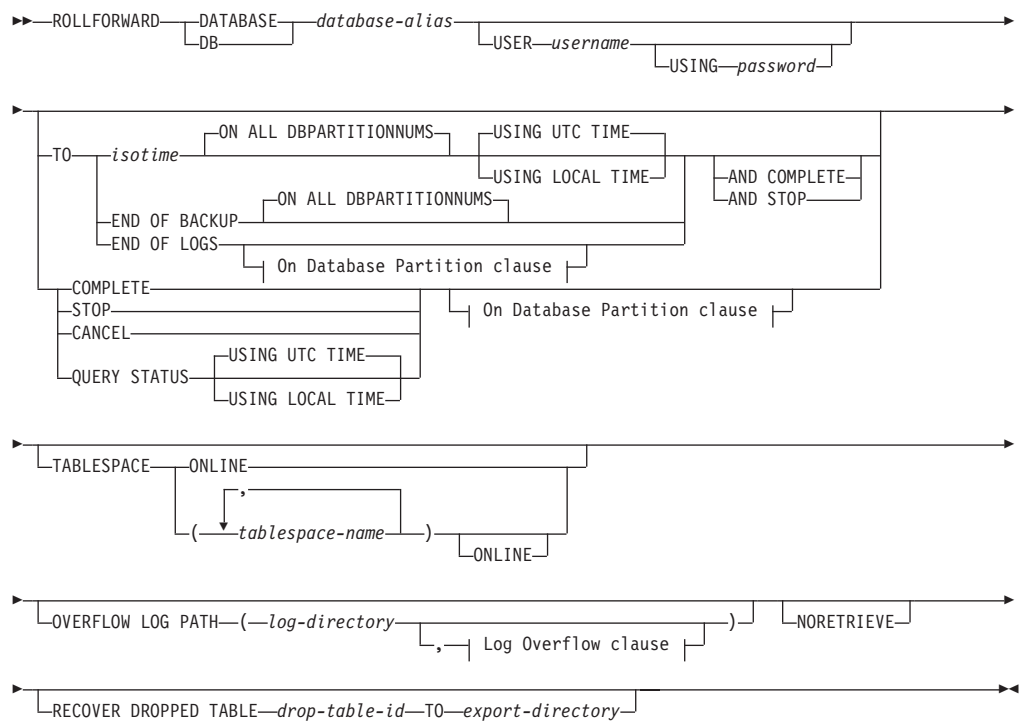 ROLLFORWARD DATABASE database-alias
DB USER username
USING password
ON ALL DBPARTITIONNUMS USING UTC TIME
TO isotime
USING LOCAL TIME AND COMPLETE
ON ALL DBPARTITIONNUMS AND STOP
END OF BACKUP
END OF LOGS
On Database Partition clause
COMPLETE
STOP On Database Partition clause
CANCEL
USING UTC TIME
QUERY STATUS
USING LOCAL TIME
TABLESPACE ONLINE
,
( tablespace-name )
ONLINE
OVERFLOW LOG PATH ( log-directory ) NORETRIEVE
, Log Overflow clause
RECOVER DROPPED TABLE drop-table-id TO export-directory